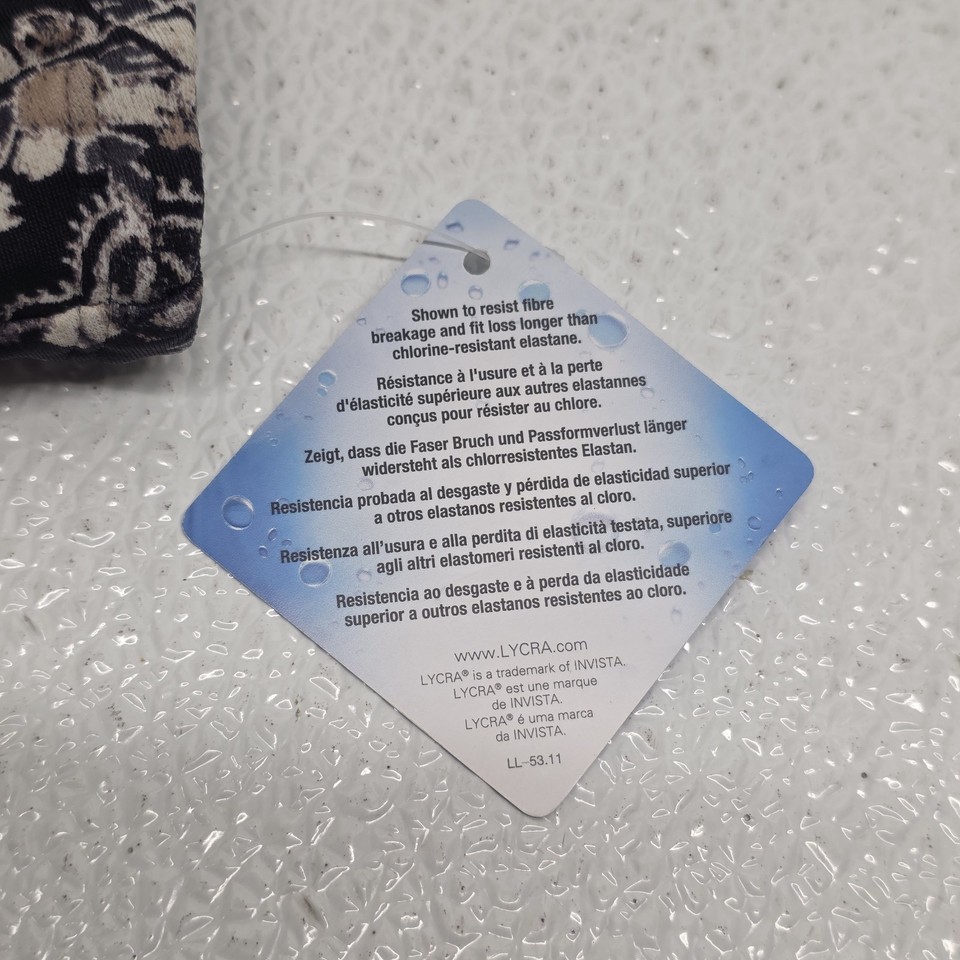 Shown to resist fibre
breakage and fit loss longer than
chlorine-resistant elastane.
Résistance à l'usure et à la perte
d'élasticité supérieure aux autres elastannes
conçus pour résister au chlore.
Zeigt, dass die Faser Bruch und Passformverlust länger
widersteht als chlorresistentes Elastan.
Resistencia probada al desgaste y pérdida de elasticidad superior
a otros elastanos resistentes al cloro.
Resistenza all'usura e alla perdita di elasticità testata, superiore
agli altri elastomeri resistenti al cloro.
Resistencia ao desgaste e à perda da elasticidade
superior a outros elastanos resistentes ao cloro.
www.LYCRA.com
LYCRA® is a trademark of INVISTA.
LYCRA® est une marque
de INVISTA.
LYCRA® é uma marca
da INVISTA.
LL-53.11